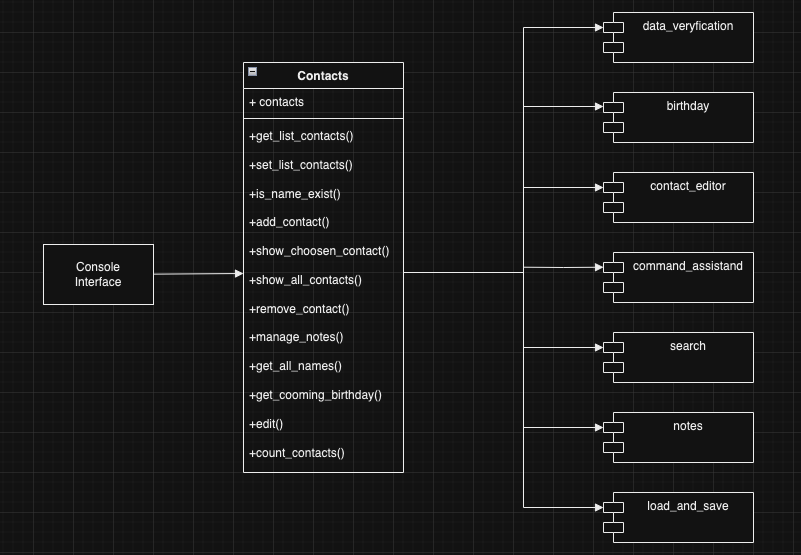 Console
Interface
Contacts
+ contacts
+get_list_contacts()
+set_list_contacts()
+is_name_exist()
+add_contact()
+show_choosen_contact()
+show_all_contacts()
+remove_contact()
+manage_notes()
+get_all_names()
+get_cooming_birthday()
+edit()
+count_contacts()
data_veryfication
birthday
contact_editor
command_assistand
search
notes
load_and_save